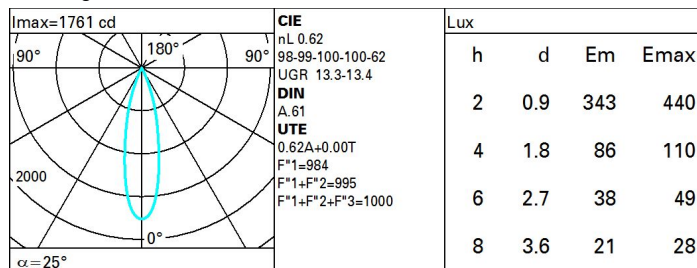 Imax=1761 cd
90°
180°
90°
2000
0°
α=25°
CIE
nL 0.62
98-99-100-100-62
UGR 13.3-13.4
DIN
A.61
UTE
0.62A+0.00T
F"1=984
F"1+F"2=995
F"1+F"2+F"3=1000
Lux
h d Em Emax
2 0.9 343 440
4 1.8 86 110
6 2.7 38 49
8 3.6 21 28